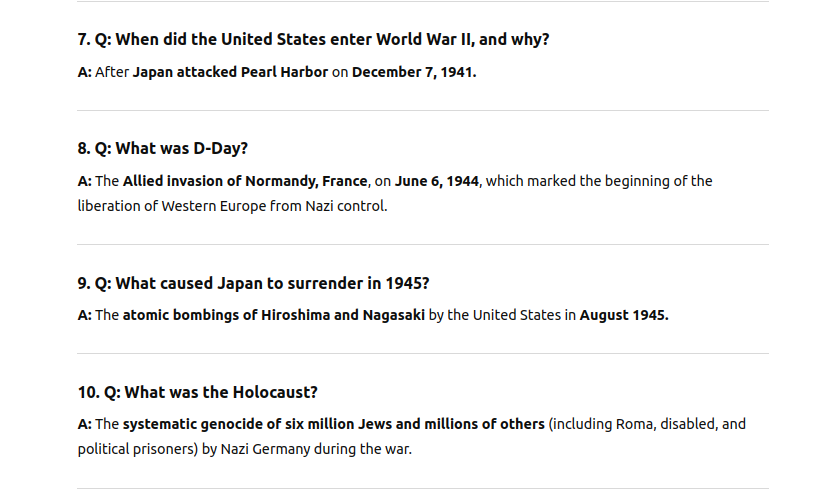 7. Q: When did the United States enter World War II, and why?
A: After Japan attacked Pearl Harbor on December 7, 1941.
8. Q: What was D-Day?
A: The Allied invasion of Normandy, France, on June 6, 1944, which marked the beginning of the
liberation of Western Europe from Nazi control.
9. Q: What caused Japan to surrender in 1945?
A: The atomic bombings of Hiroshima and Nagasaki by the United States in August 1945.
10. Q: What was the Holocaust?
A: The systematic genocide of six million Jews and millions of others (including Roma, disabled, and
political prisoners) by Nazi Germany during the war.